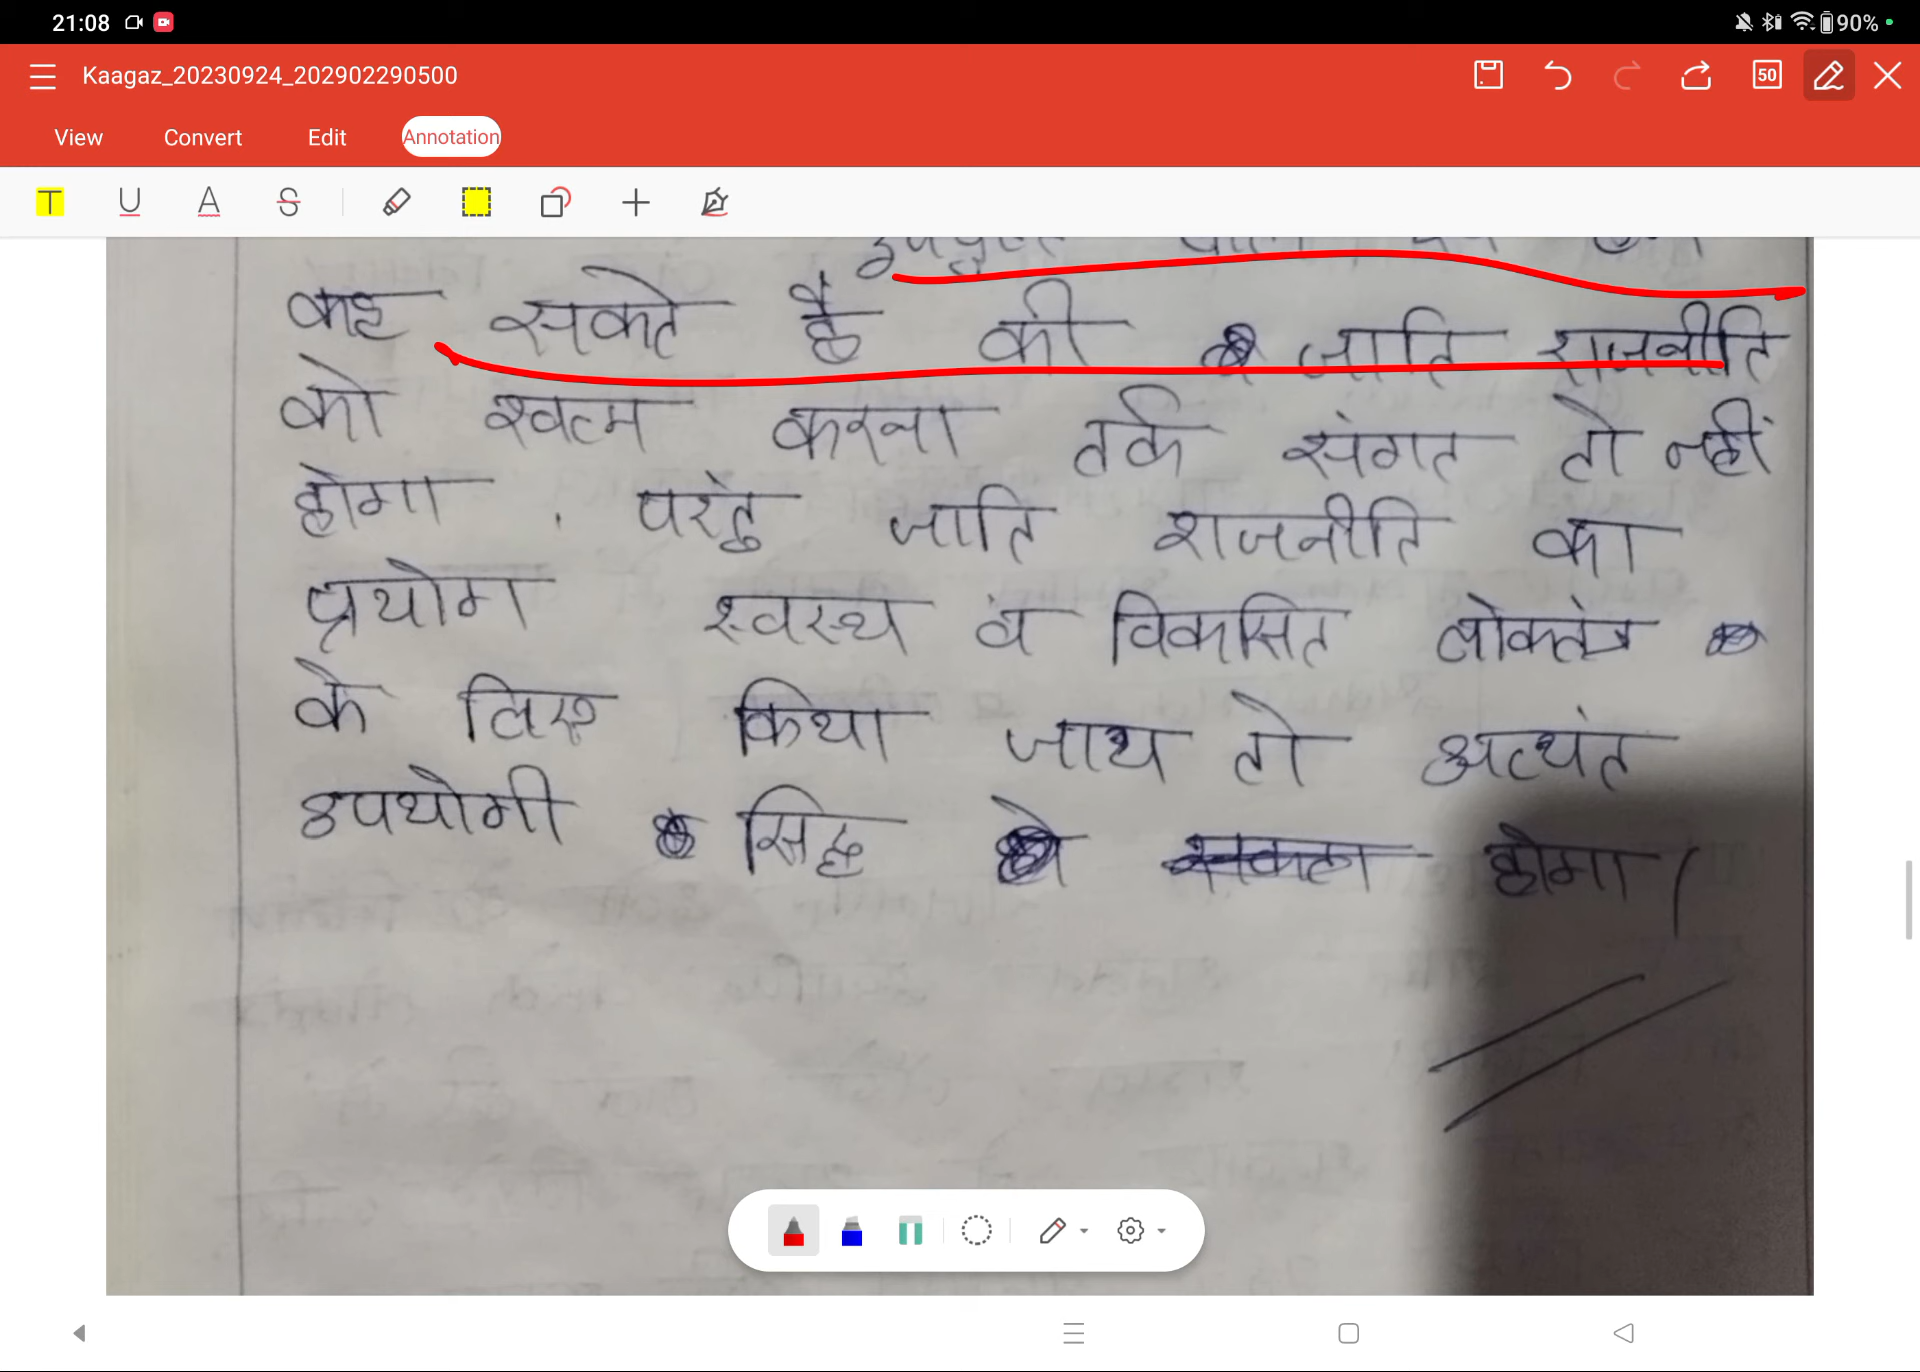 21:08 90%
Kaagaz_20230924_202902290500 50
View Convert Edit Annotation
T U A S
कह सकते है की जाति राजनीति
को खत्म करना तर्क संगत तो नहीं
होगा , परंतु जाति राजनीति का
प्रयोग स्वस्थ व विकसित लोकतंत्र
के लिए किया जाय तो अत्यंत
उपयोगी सिद्ध होगा।